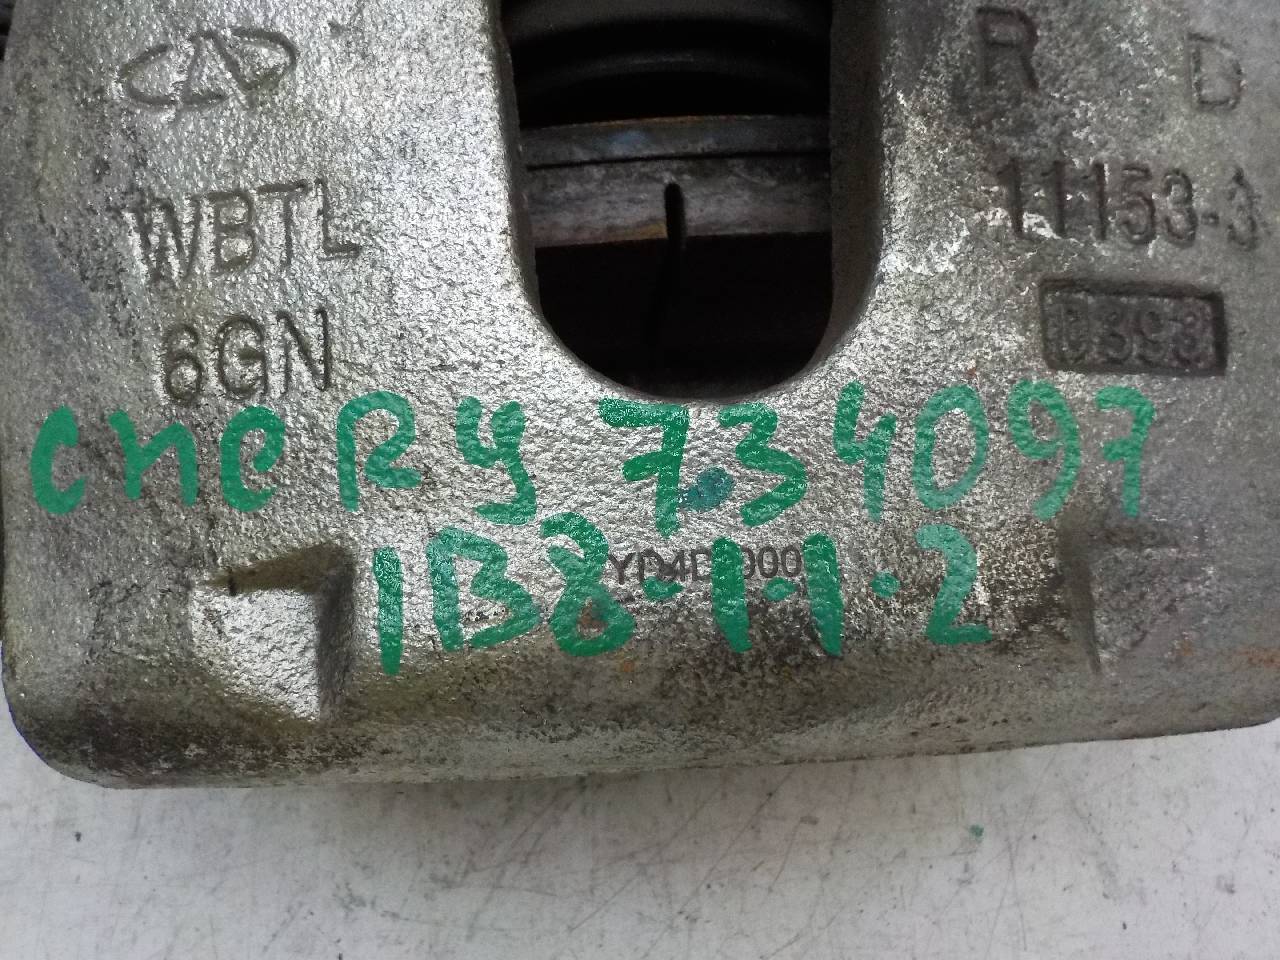 R D
WBTL
11153-3
6GN
0393
CHERY 734097
1B8-1-1-2